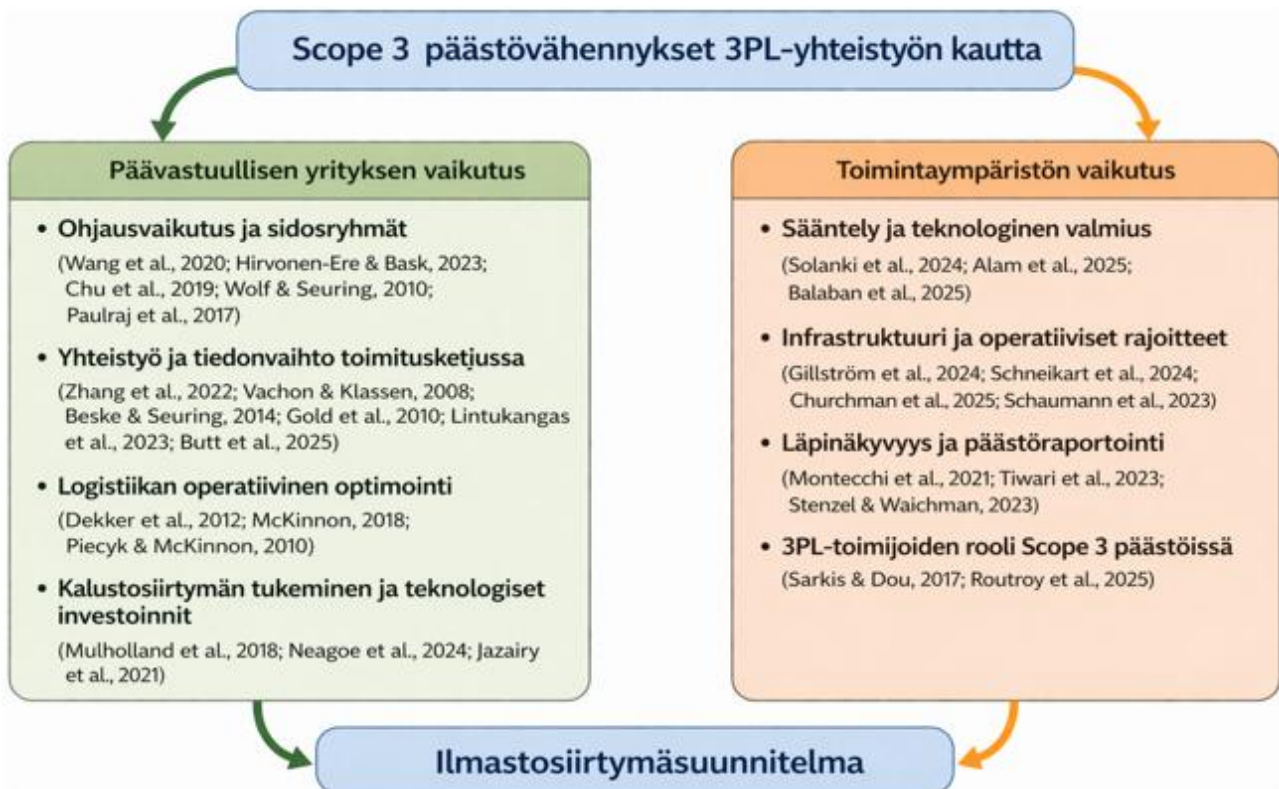 Scope 3 päästövähennykset 3PL-yhteistyön kautta
Päävastuullisen yrityksen vaikutus
• Ohjausvaikutus ja sidosryhmät
(Wang et al., 2020; Hirvonen-Ere & Bask, 2023;
Chu et al., 2019; Wolf & Seuring, 2010;
Paulraj et al., 2017)
• Yhteistyö ja tiedonvaihto toimitusketjussa
(Zhang et al., 2022; Vachon & Klassen, 2008;
Beske & Seuring, 2014; Gold et al., 2010; Lintukangas
et al., 2023; Butt et al., 2025)
• Logistiikan operatiivinen optimointi
(Dekker et al., 2012; McKinnon, 2018;
Piecyk & McKinnon, 2010)
• Kalustosiirtymän tukeminen ja teknologiset
investoinnit
(Mulholland et al., 2018; Neagoe et al., 2024; Jazairy
et al., 2021)
Toimintaympäristön vaikutus
• Sääntely ja teknologinen valmius
(Solanki et al., 2024; Alam et al., 2025;
Balaban et al., 2025)
• Infrastruktuuri ja operatiiviset rajoitteet
(Gillström et al., 2024; Schneikart et al., 2024;
Churchman et al., 2025; Schaumann et al., 2023)
• Läpinäkyvyys ja päästöraportointi
(Montecchi et al., 2021; Tiwari et al., 2023;
Stenzel & Waichman, 2023)
• 3PL-toimijoiden rooli Scope 3 päästöissä
(Sarkis & Dou, 2017; Routroy et al., 2025)
Ilmastosiirtymäsuunnitelma